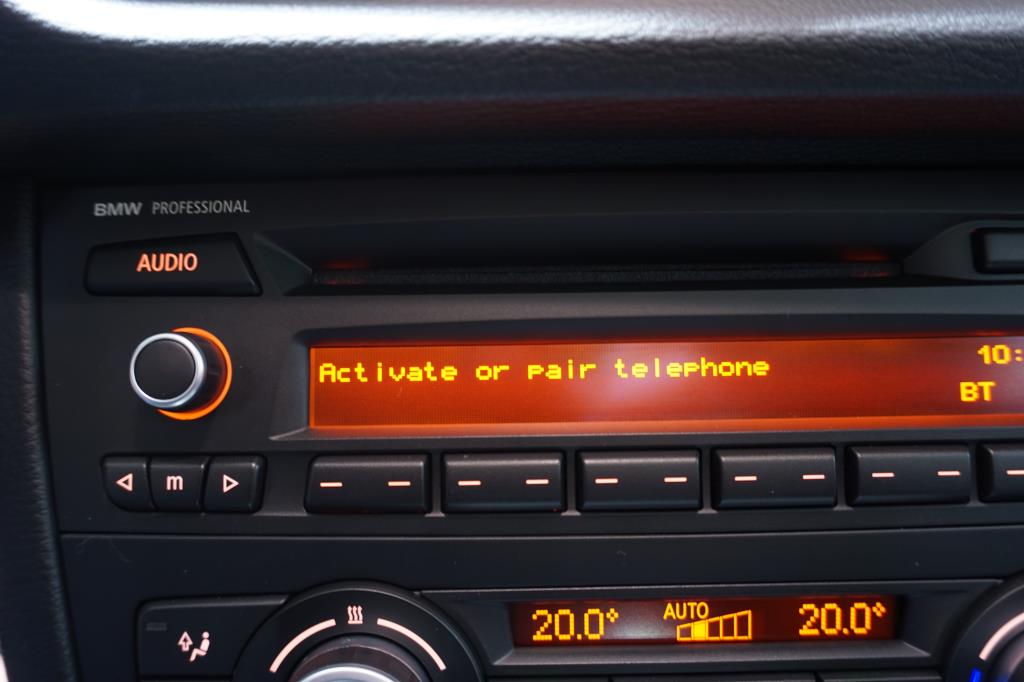 BMW PROFESSIONAL
AUDIO
Activate or pair telephone
10:
BT
m
20.0° AUTO 20.0°